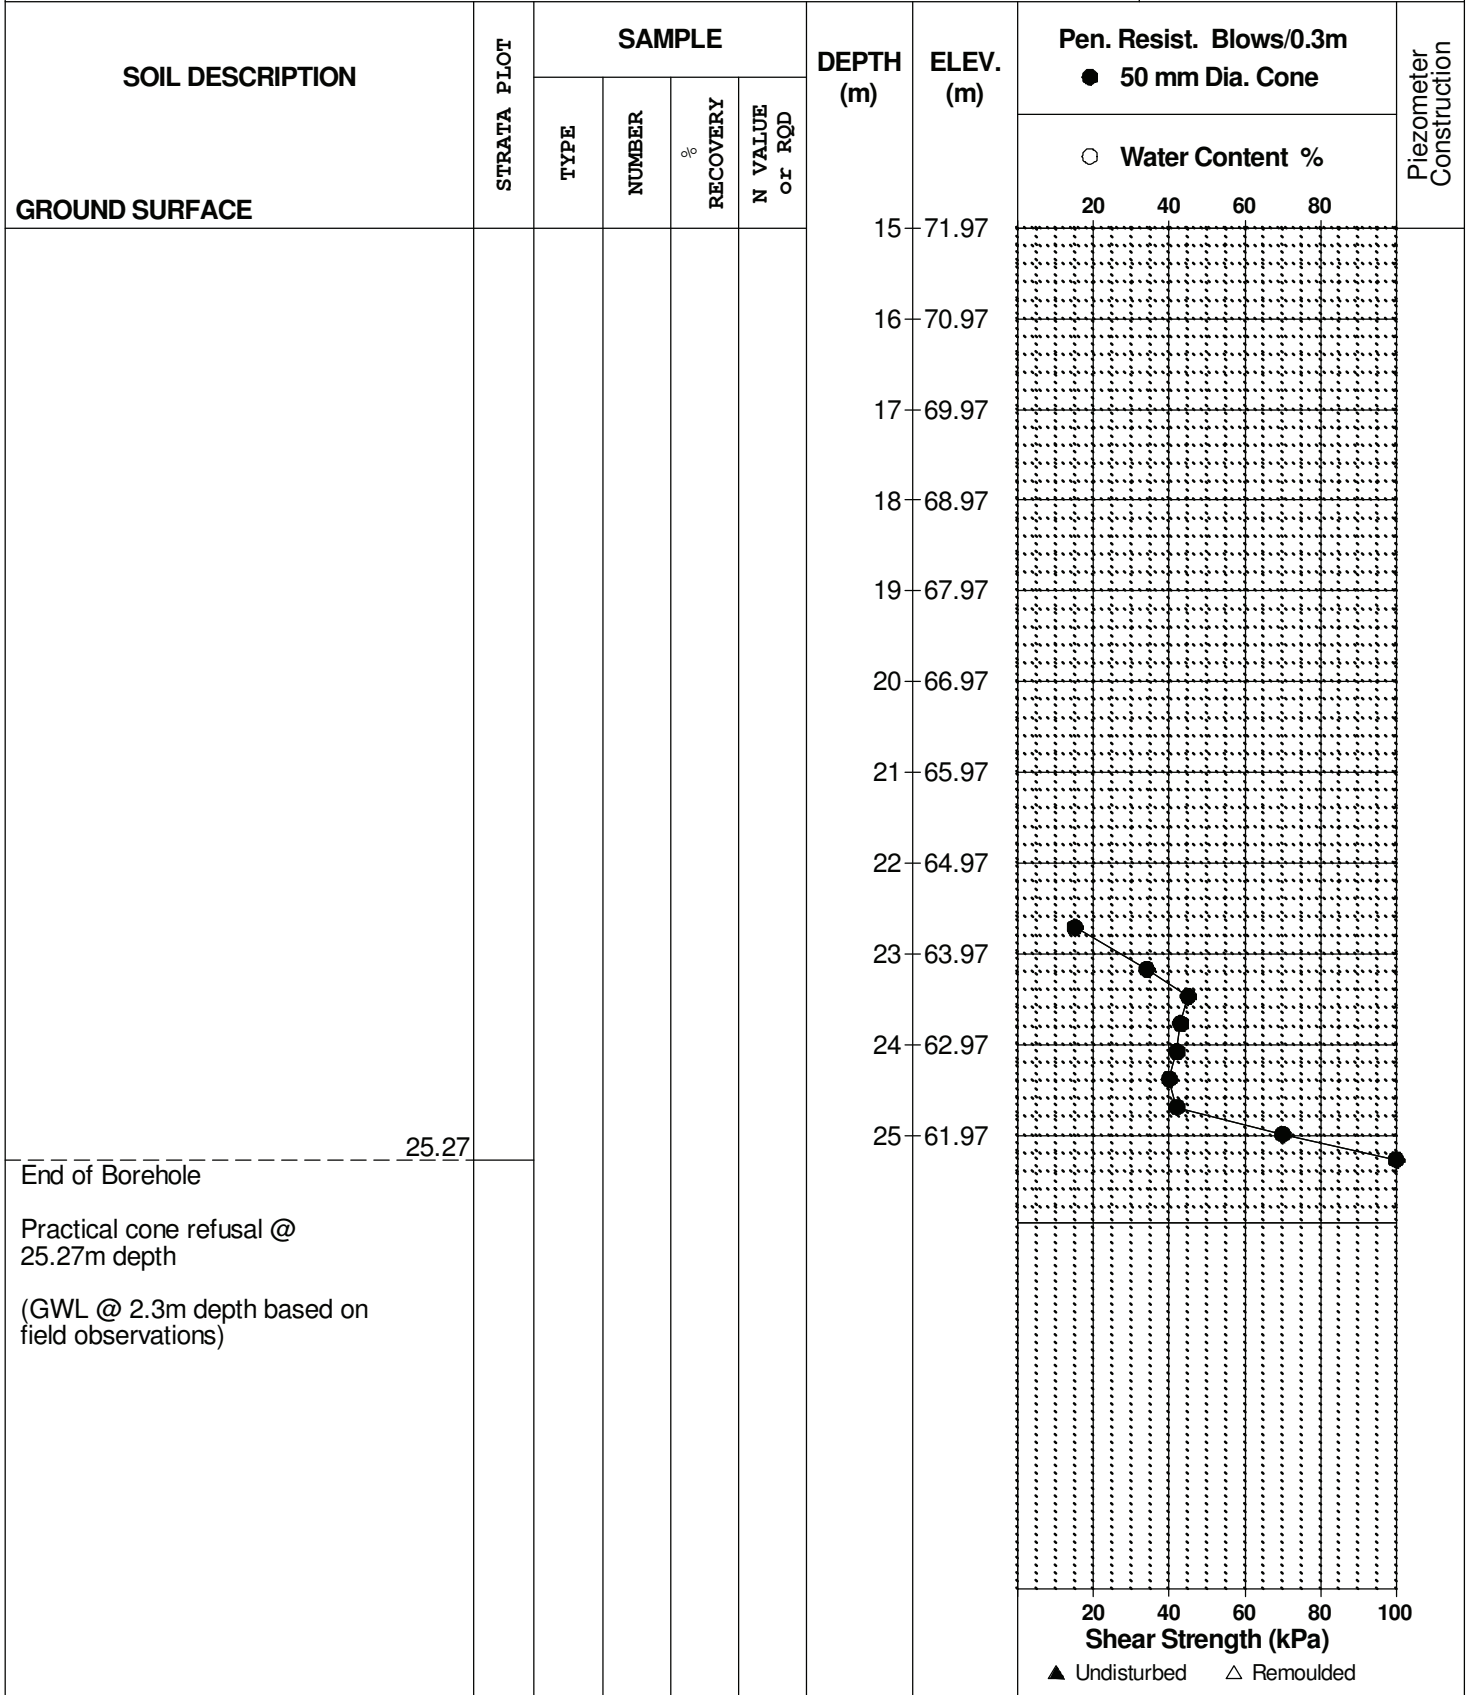 SOIL DESCRIPTION
GROUND SURFACE
STRATA PLOT
SAMPLE
TYPE
NUMBER
%
RECOVERY
N VALUE
or RQD
DEPTH
(m)
ELEV.
(m)
Pen. Resist. Blows/0.3m
● 50 mm Dia. Cone
○ Water Content %
20 40 60 80
Piezometer
Construction
15 71.97
16 70.97
17 69.97
18 68.97
19 67.97
20 66.97
21 65.97
22 64.97
23 63.97
24 62.97
25 61.97
25.27
End of Borehole
Practical cone refusal @
25.27m depth
(GWL @ 2.3m depth based on
field observations)
20 40 60 80 100
Shear Strength (kPa)
▲ Undisturbed △ Remoulded